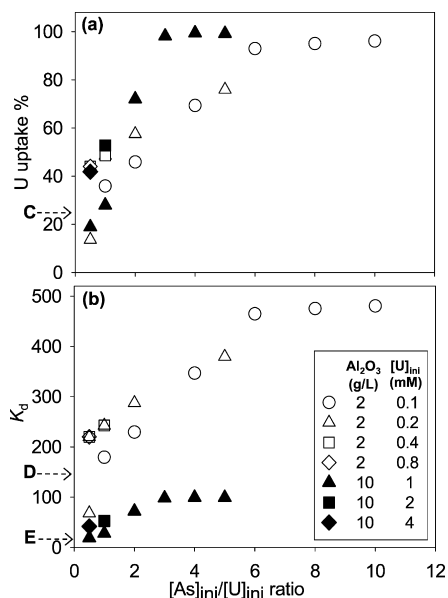 (a)
100
80
60
40
20
0
U uptake %
C
(b)
500
400
300
200
100
0
Kd
D
E
Al2O3 [U]ini
(g/L) (mM)
2 0.1
2 0.2
2 0.4
2 0.8
10 1
10 2
10 4
0 2 4 6 8 10 12
[As]ini/[U]ini ratio